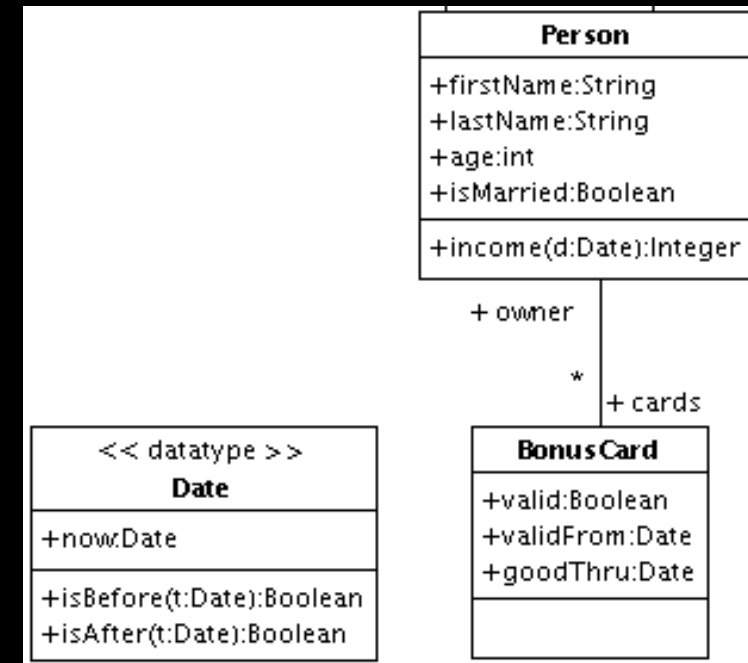 Person
+firstName:String
+lastName:String
+age:int
+isMarried:Boolean
+income(d:Date):Integer
+ owner
*
+ cards
<< datatype >>
Date
+now:Date
+isBefore(t:Date):Boolean
+isAfter(t:Date):Boolean
BonusCard
+valid:Boolean
+validFrom:Date
+goodThru:Date